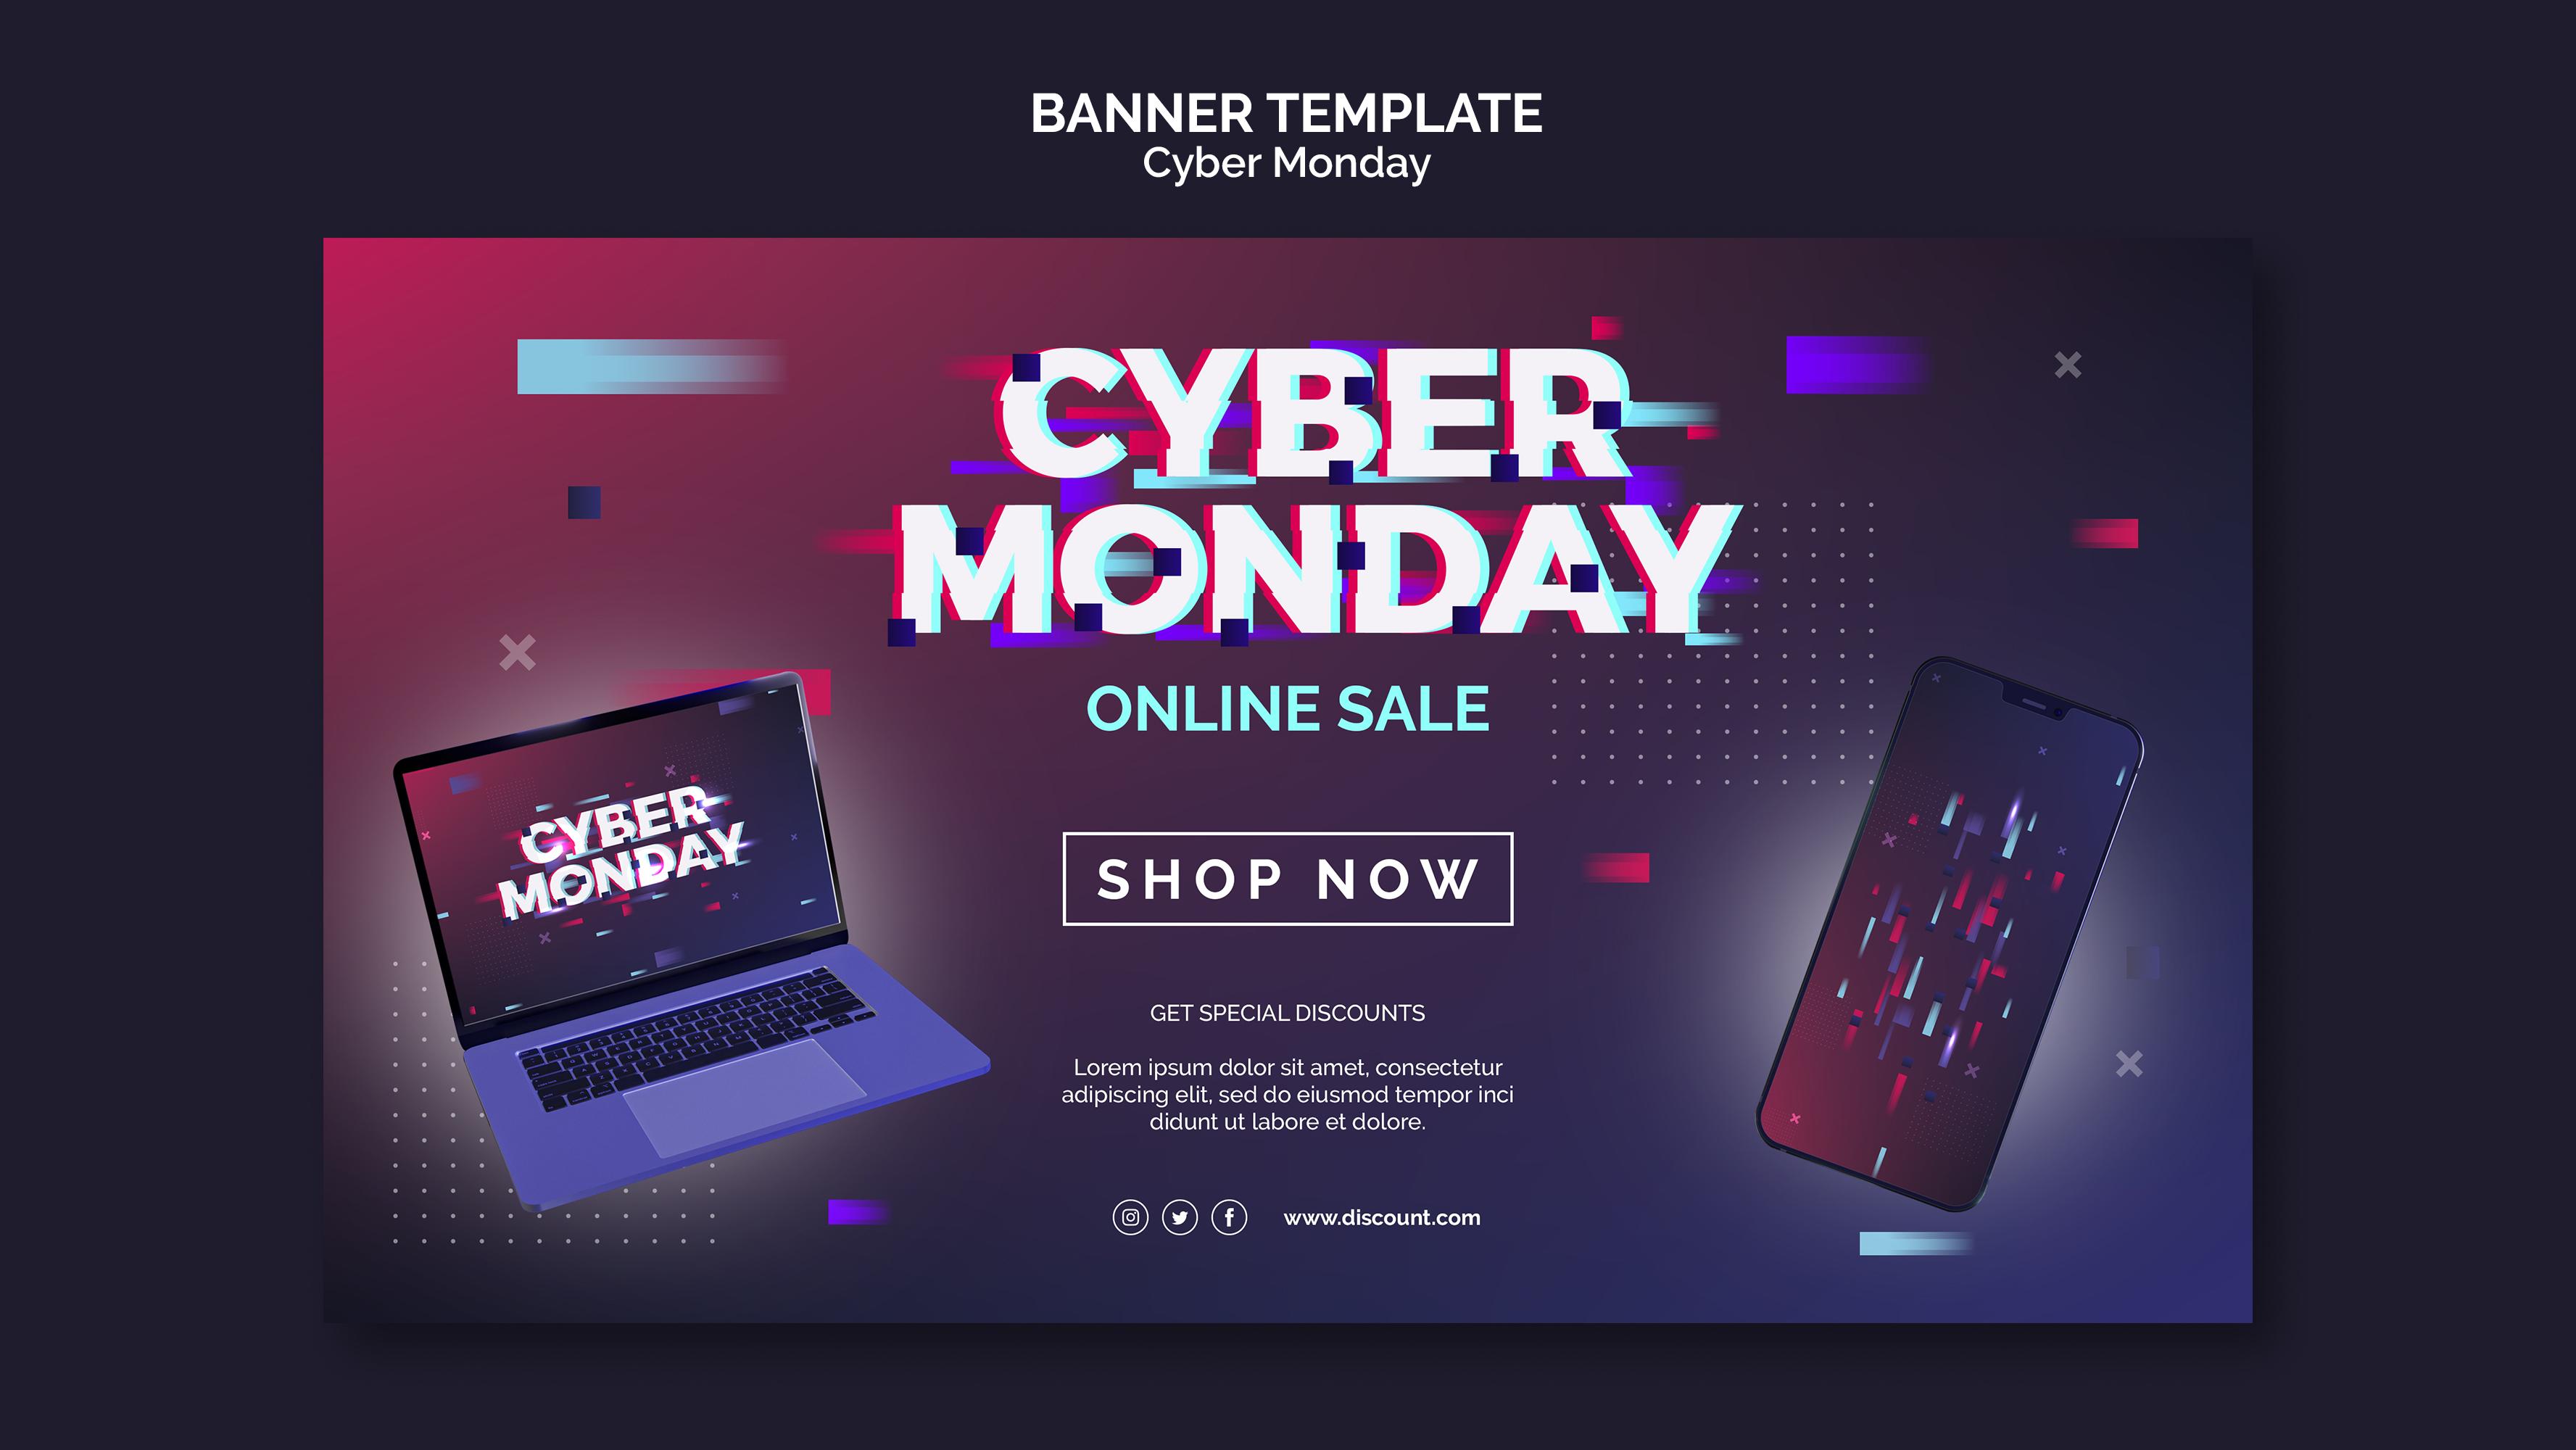 BANNER TEMPLATE
Cyber Monday
CYBER
MONDAY
ONLINE SALE
CYBER
MONDAY
SHOP NOW
GET SPECIAL DISCOUNTS
Lorem ipsum dolor sit amet, consectetur
adipiscing elit, sed do eiusmod tempor inci
didunt ut labore et dolore.
www.discount.com